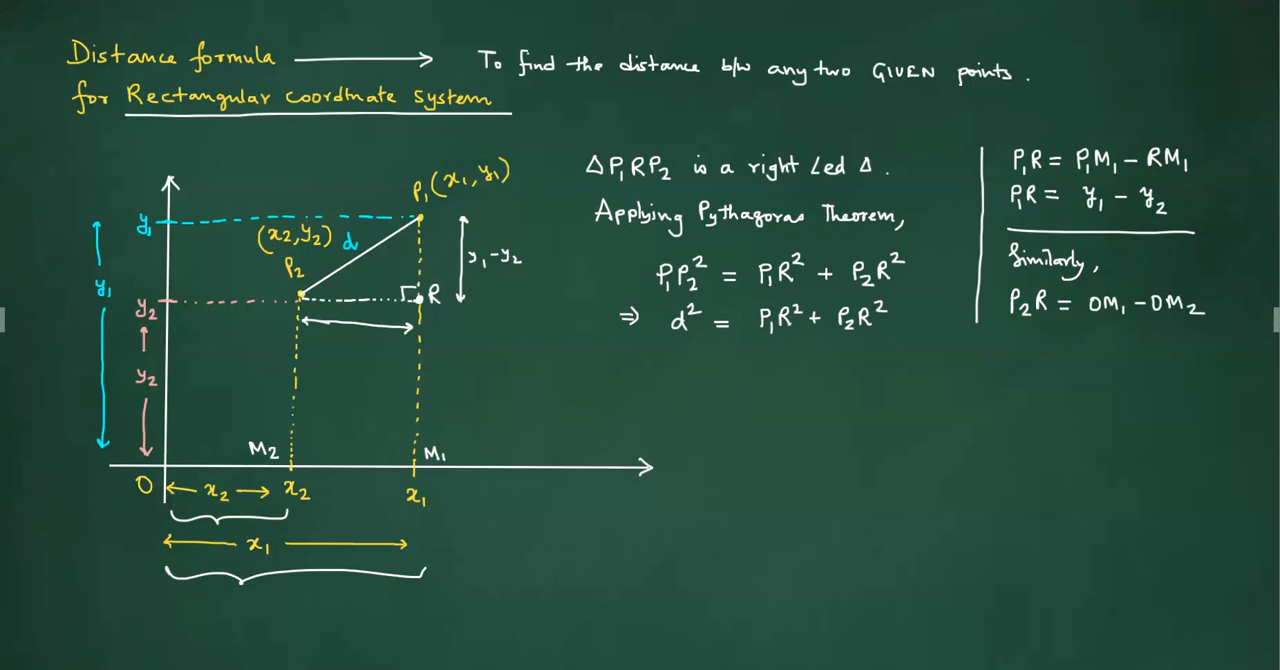 Distance formula ⟶ To find the distance b/w any two GIVEN points.
for Rectangular coordinate system
P₁(x₁, y₁)
y₁
(x₂, y₂)
d
P₂
y₁-y₂
y₁
R
y₂
y₂
M₂
M₁
O
x₂
x₂
x₁
x₁
△P₁RP₂ is a right ∠ed △.
Applying Pythagoras Theorem,
P₁P₂² = P₁R² + P₂R²
⇒ d² = P₁R² + P₂R²
P₁R = P₁M₁ - RM₁
P₁R = y₁ - y₂
Similarly,
P₂R = OM₁ - OM₂